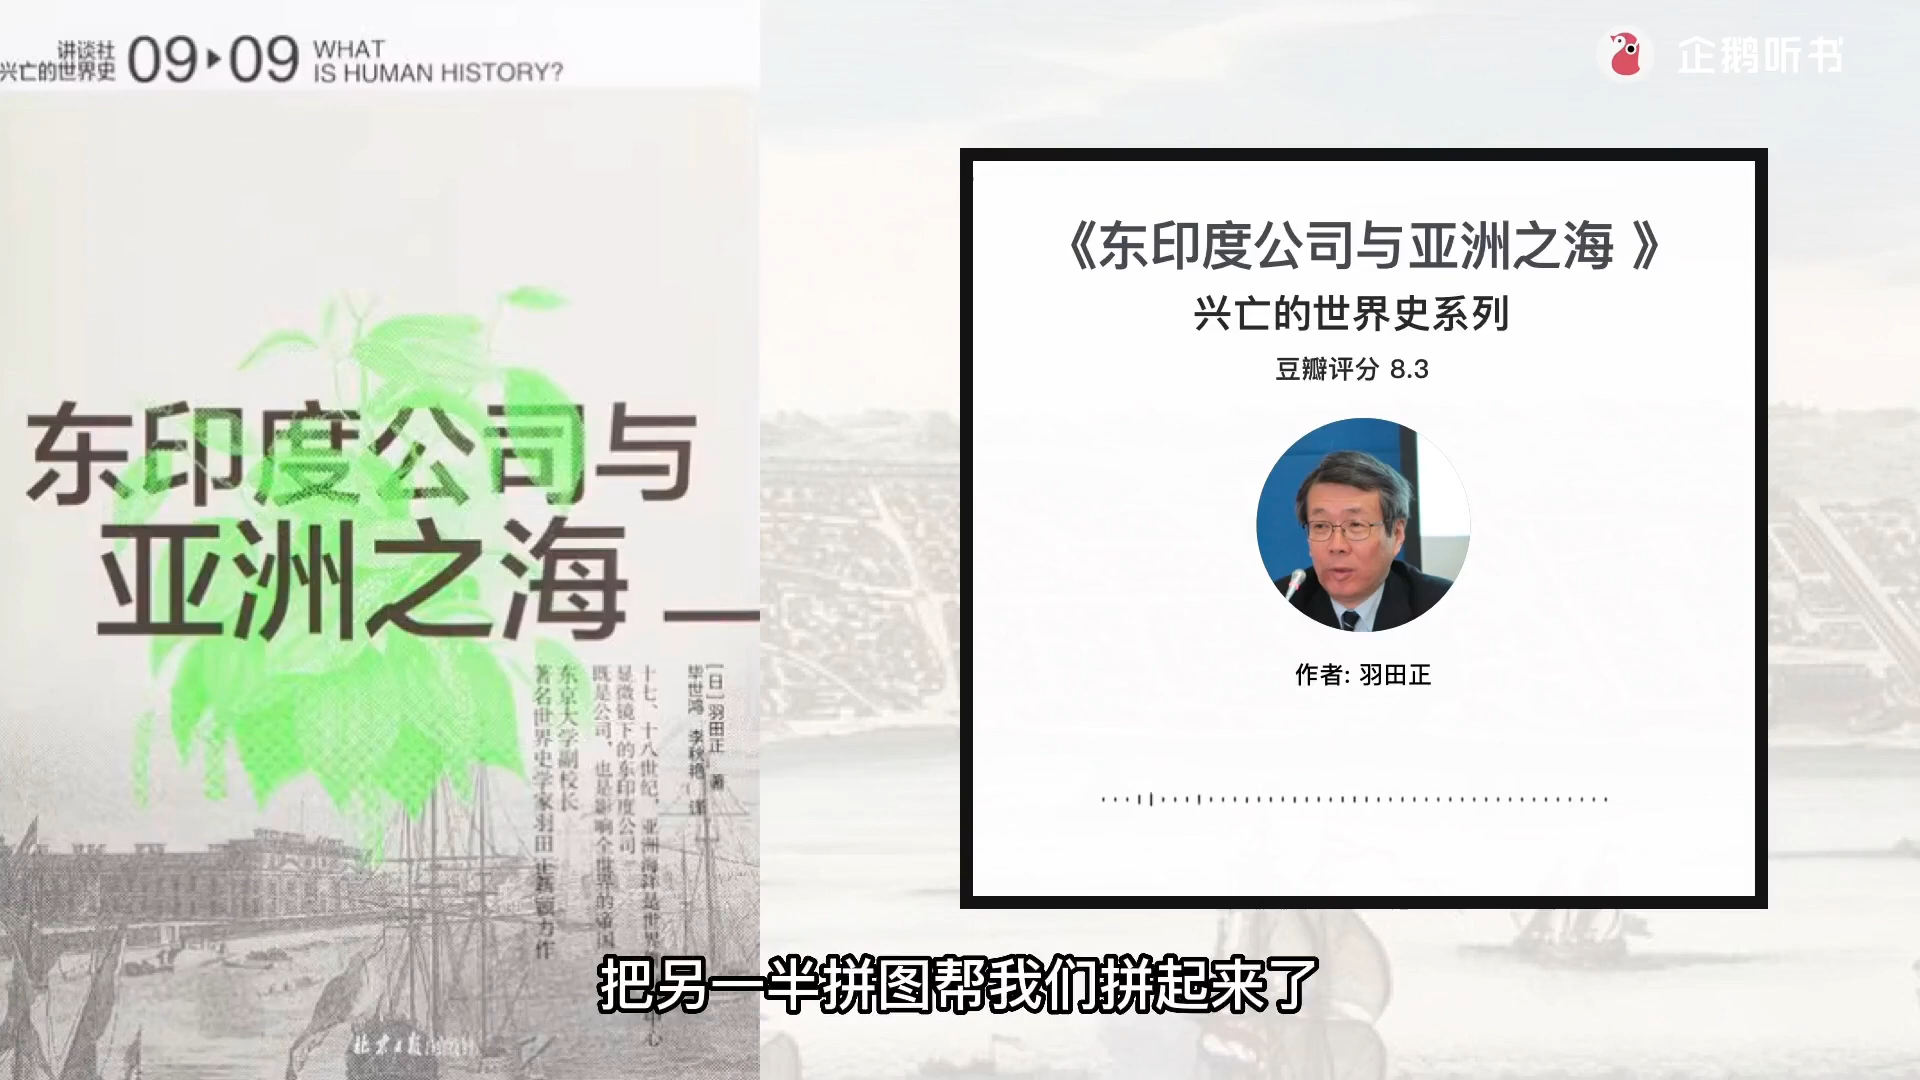 讲谈社
兴亡的世界史
09▸09
WHAT
IS HUMAN HISTORY?
企鹅听书
东印度公司与
亚洲之海
[日]羽田正 著
毕世鸿 李秋艳 译
十七、十八世纪，亚洲海洋是世界
中心
显微镜下的东印度公司
既是公司，也是影响全世界的帝国
东京大学副校长
著名世界史学家羽田正
力作
《东印度公司与亚洲之海 》
兴亡的世界史系列
豆瓣评分 8.3
作者: 羽田正
把另一半拼图帮我们拼起来了